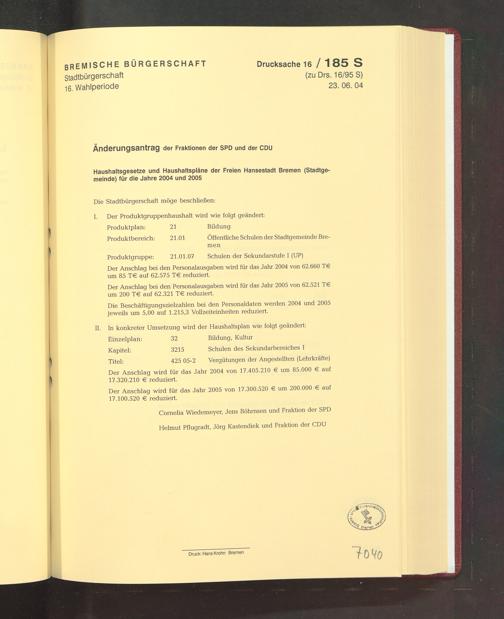 BREMISCHE BÜRGERSCHAFT
Stadtbürgerschaft
16. Wahlperiode
Drucksache 16 / 185 S
(zu Drs. 16/95 S)
23. 06. 04
Änderungsantrag der Fraktionen der SPD und der CDU
Haushaltsgesetze und Haushaltspläne der Freien Hansestadt Bremen (Stadtge-
meinde) für die Jahre 2004 und 2005
Die Stadtbürgerschaft möge beschließen:
I. Der Produktgruppenhaushalt wird wie folgt geändert:
Produktplan: 21 Bildung
Produktbereich: 21.01 Öffentliche Schulen der Stadtgemeinde Bre-
men
Produktgruppe: 21.01.07 Schulen der Sekundarstufe I (UP)
Der Anschlag bei den Personalausgaben wird für das Jahr 2004 von 62.660 T€
um 85 T€ auf 62.575 T€ reduziert.
Der Anschlag bei den Personalausgaben wird für das Jahr 2005 von 62.521 T€
um 200 T€ auf 62.321 T€ reduziert.
Die Beschäftigungszielzahlen bei den Personaldaten werden 2004 und 2005
jeweils um 5,00 auf 1.215,3 Vollzeiteinheiten reduziert.
II. In konkreter Umsetzung wird der Haushaltsplan wie folgt geändert:
Einzelplan: 32 Bildung, Kultur
Kapitel: 3215 Schulen des Sekundarbereiches I
Titel: 425 05-2 Vergütungen der Angestellten (Lehrkräfte)
Der Anschlag wird für das Jahr 2004 von 17.405.210 € um 85.000 € auf
17.320.210 € reduziert.
Der Anschlag wird für das Jahr 2005 von 17.300.520 € um 200.000 € auf
17.100.520 € reduziert.
Cornelia Wiedemeyer, Jens Böhrnsen und Fraktion der SPD
Helmut Pflugradt, Jörg Kastendiek und Fraktion der CDU
Druck: Hans Krohn Bremen
7040